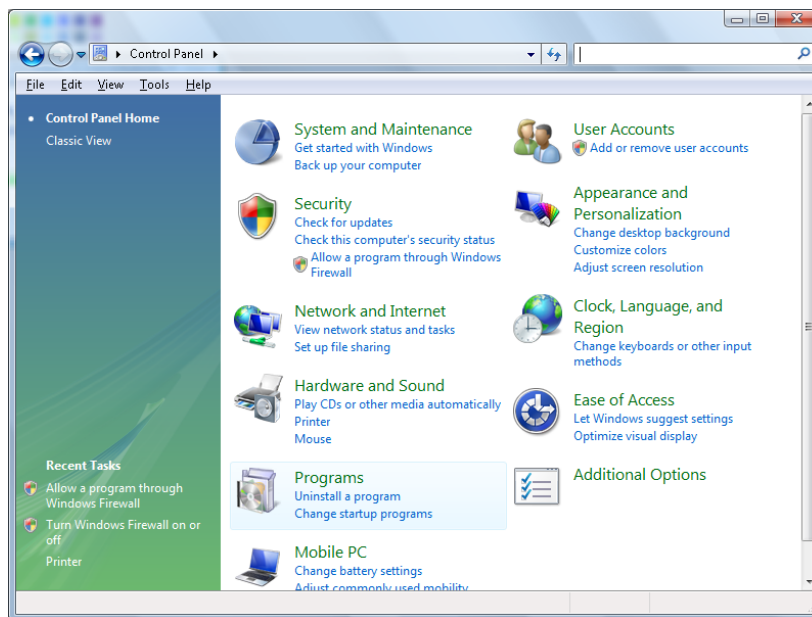 Control Panel
File Edit View Tools Help
Control Panel Home
Classic View
Recent Tasks
Allow a program through
Windows Firewall
Turn Windows Firewall on or
off
Printer
System and Maintenance
Get started with Windows
Back up your computer
Security
Check for updates
Check this computer's security status
Allow a program through Windows
Firewall
Network and Internet
View network status and tasks
Set up file sharing
Hardware and Sound
Play CDs or other media automatically
Printer
Mouse
Programs
Uninstall a program
Change startup programs
Mobile PC
Change battery settings
Adjust commonly used mobility
User Accounts
Add or remove user accounts
Appearance and
Personalization
Change desktop background
Customize colors
Adjust screen resolution
Clock, Language, and
Region
Change keyboards or other input
methods
Ease of Access
Let Windows suggest settings
Optimize visual display
Additional Options